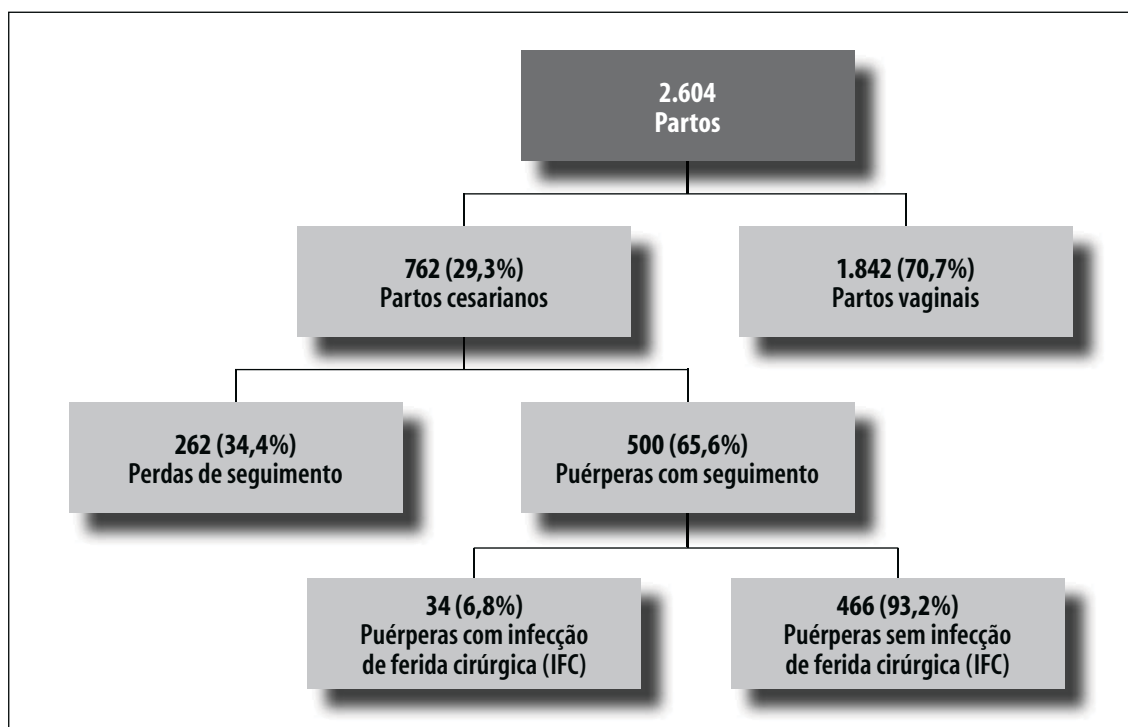 2.604
Partos
762 (29,3%)
Partos cesarianos
1.842 (70,7%)
Partos vaginais
262 (34,4%)
Perdas de seguimento
500 (65,6%)
Puérperas com seguimento
34 (6,8%)
Puérperas com infecção
de ferida cirúrgica (IFC)
466 (93,2%)
Puérperas sem infecção
de ferida cirúrgica (IFC)